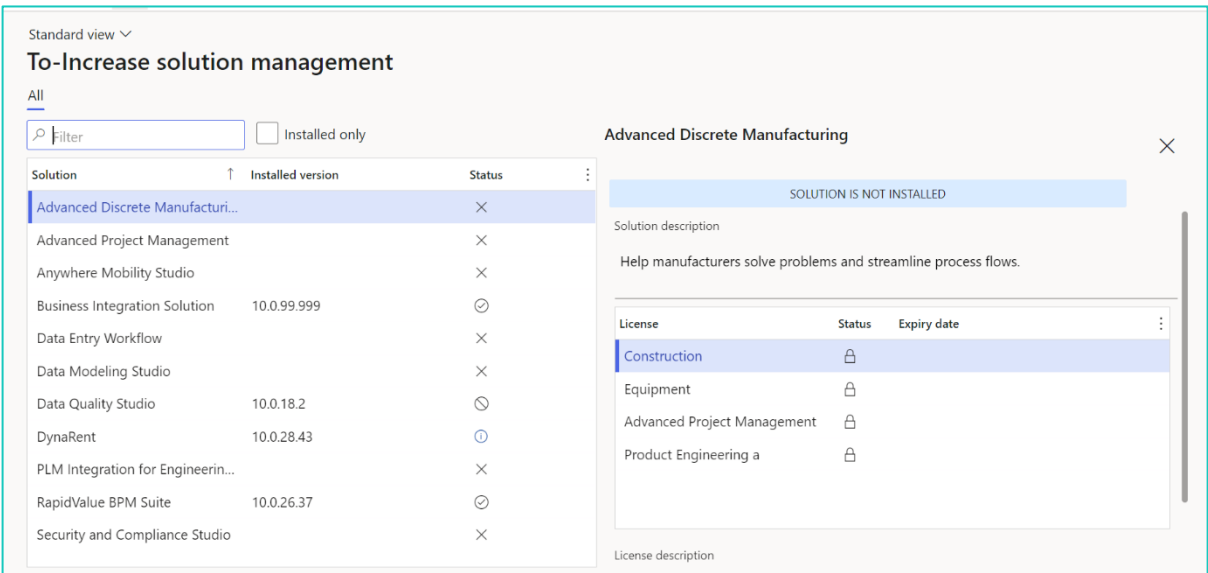 Standard view
To-Increase solution management
All
Filter
Installed only
Solution Installed version Status
Advanced Discrete Manufacturi...
Advanced Project Management
Anywhere Mobility Studio
Business Integration Solution 10.0.99.999
Data Entry Workflow
Data Modeling Studio
Data Quality Studio 10.0.18.2
DynaRent 10.0.28.43
PLM Integration for Engineerin...
RapidValue BPM Suite 10.0.26.37
Security and Compliance Studio
Advanced Discrete Manufacturing
SOLUTION IS NOT INSTALLED
Solution description
Help manufacturers solve problems and streamline process flows.
License Status Expiry date
Construction
Equipment
Advanced Project Management
Product Engineering a
License description